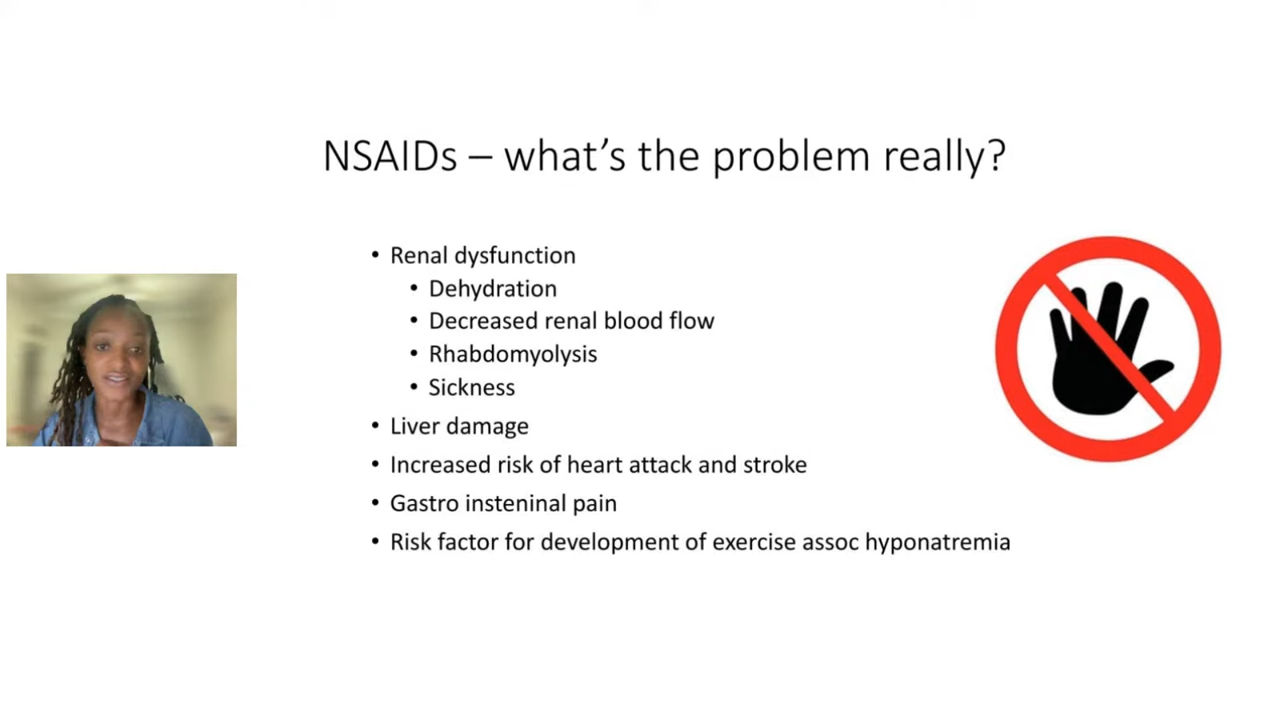 NSAIDs – what's the problem really?
• Renal dysfunction
• Dehydration
• Decreased renal blood flow
• Rhabdomyolysis
• Sickness
• Liver damage
• Increased risk of heart attack and stroke
• Gastro insteninal pain
• Risk factor for development of exercise assoc hyponatremia